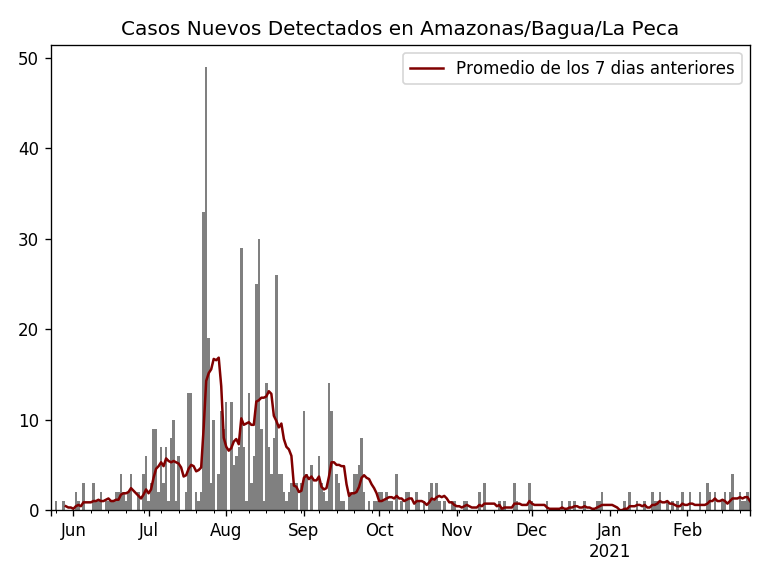 Casos Nuevos Detectados en Amazonas/Bagua/La Peca
Promedio de los 7 dias anteriores
50
40
30
20
10
0
Jun Jul Aug Sep Oct Nov Dec Jan Feb
2021